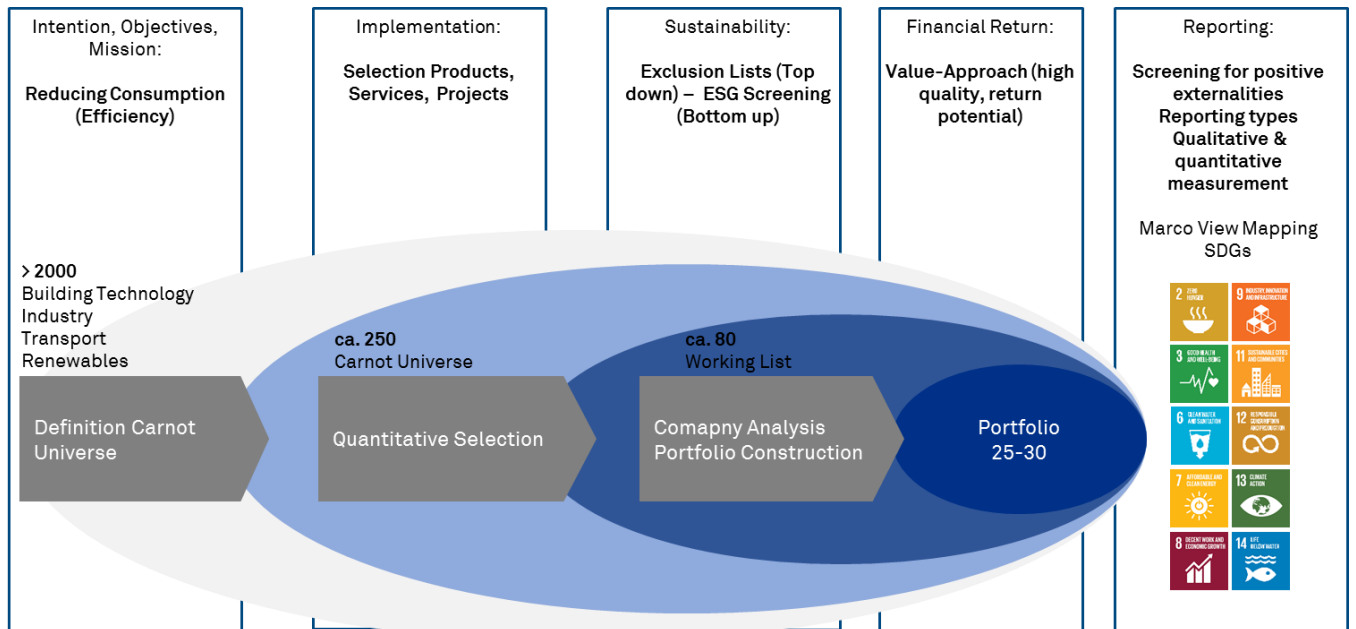 Intention, Objectives,
Mission:
Reducing Consumption
(Efficiency)
Implementation:
Selection Products,
Services, Projects
Sustainability:
Exclusion Lists (Top
down) – ESG Screening
(Bottom up)
Financial Return:
Value-Approach (high
quality, return
potential)
Reporting:
Screening for positive
externalities
Reporting types
Qualitative &
quantitative
measurement
Marco View Mapping
SDGs
> 2000
Building Technology
Industry
Transport
Renewables
ca. 250
Carnot Universe
ca. 80
Working List
Definition Carnot
Universe
Quantitative Selection
Comapny Analysis
Portfolio Construction
Portfolio
25-30
2 ZERO
HUNGER
9 INDUSTRY, INNOVATION
AND INFRASTRUCTURE
3 GOOD HEALTH
AND WELL-BEING
11 SUSTAINABLE CITIES
AND COMMUNITIES
6 CLEAN WATER
AND SANITATION
12 RESPONSIBLE
CONSUMPTION
AND PRODUCTION
7 AFFORDABLE AND
CLEAN ENERGY
13 CLIMATE
ACTION
8 DECENT WORK AND
ECONOMIC GROWTH
14 LIFE
BELOW WATER